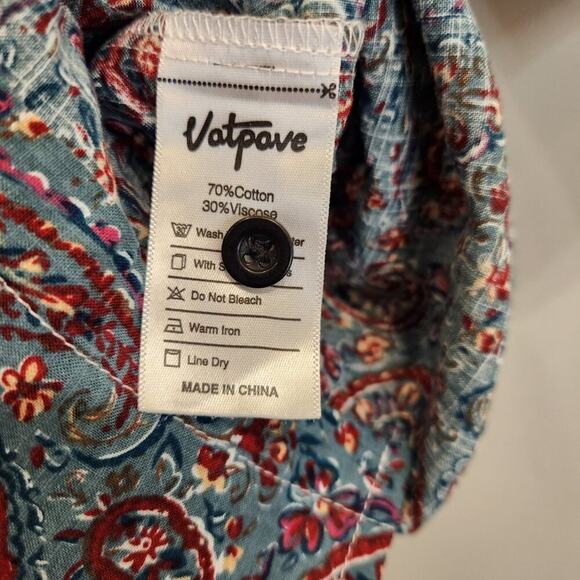 Vatpave
70%Cotton
30%Viscose
Wash
With
Do Not Bleach
Warm Iron
Line Dry
MADE IN CHINA